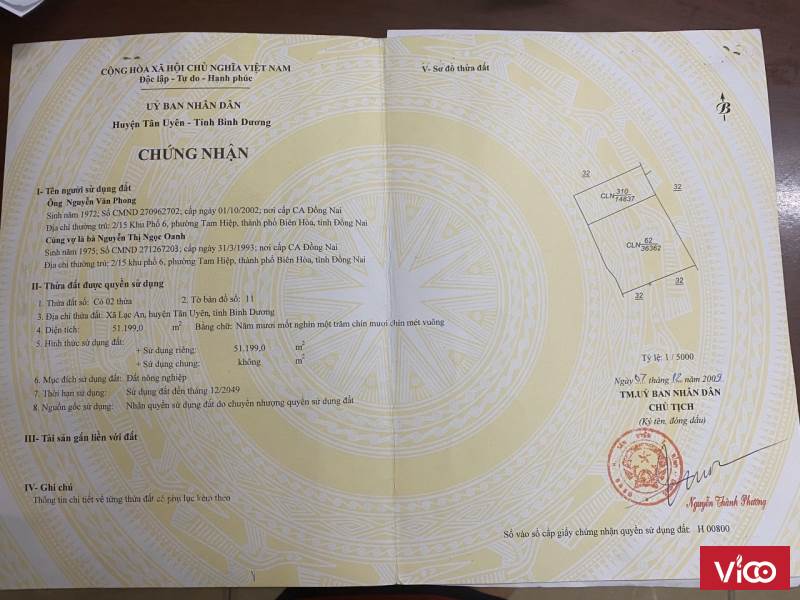 CỘNG HÒA XÃ HỘI CHỦ NGHĨA VIỆT NAM
Độc lập - Tự do - Hạnh phúc
UỶ BAN NHÂN DÂN
Huyện Tân Uyên - Tỉnh Bình Dương
CHỨNG NHẬN
I- Tên người sử dụng đất
Ông Nguyễn Văn Phong
Sinh năm 1972; Số CMND 270962702; cấp ngày 01/10/2002; nơi cấp CA Đồng Nai
Địa chỉ thường trú: 2/15 Khu Phố 6, phường Tam Hiệp, thành phố Biên Hòa, tỉnh Đồng Nai
Cùng vợ là bà Nguyễn Thị Ngọc Oanh
Sinh năm 1975; Số CMND 271267203; cấp ngày 31/3/1993; nơi cấp CA Đồng Nai
Địa chỉ thường trú: 2/15 khu phố 6, phường Tam Hiệp, thành phố Biên Hòa, tỉnh Đồng Nai
II- Thửa đất được quyền sử dụng
1. Thửa đất số: Có 02 thửa 2. Tờ bản đồ số: 11
3. Địa chỉ thửa đất: Xã Lạc An, huyện Tân Uyên, tỉnh Bình Dương
4. Diện tích: 51.199,0 m2 Bằng chữ: Năm mươi mốt nghìn một trăm chín mươi chín mét vuông
5. Hình thức sử dụng đất:
+ Sử dụng riêng: 51.199,0 m2
+ Sử dụng chung: không m2
6. Mục đích sử dụng đất: Đất nông nghiệp
7. Thời hạn sử dụng: Sử dụng đất đến tháng 12/2049
8. Nguồn gốc sử dụng: Nhận quyền sử dụng đất do chuyển nhượng quyền sử dụng đất
III- Tài sản gắn liền với đất
IV- Ghi chú
Thông tin chi tiết về từng thửa đất có phụ lục kèm theo
V- Sơ đồ thửa đất
B
32
CLN 310
14837
32
CLN 62
36362
32
32
Tỷ lệ 1 / 5000
Ngày 07 tháng 12 năm 2009
TM.UỶ BAN NHÂN DÂN
CHỦ TỊCH
(Ký tên, đóng dấu)
Nguyễn Thành Phương
Số vào sổ cấp giấy chứng nhận quyền sử dụng đất: H 00800
Vico